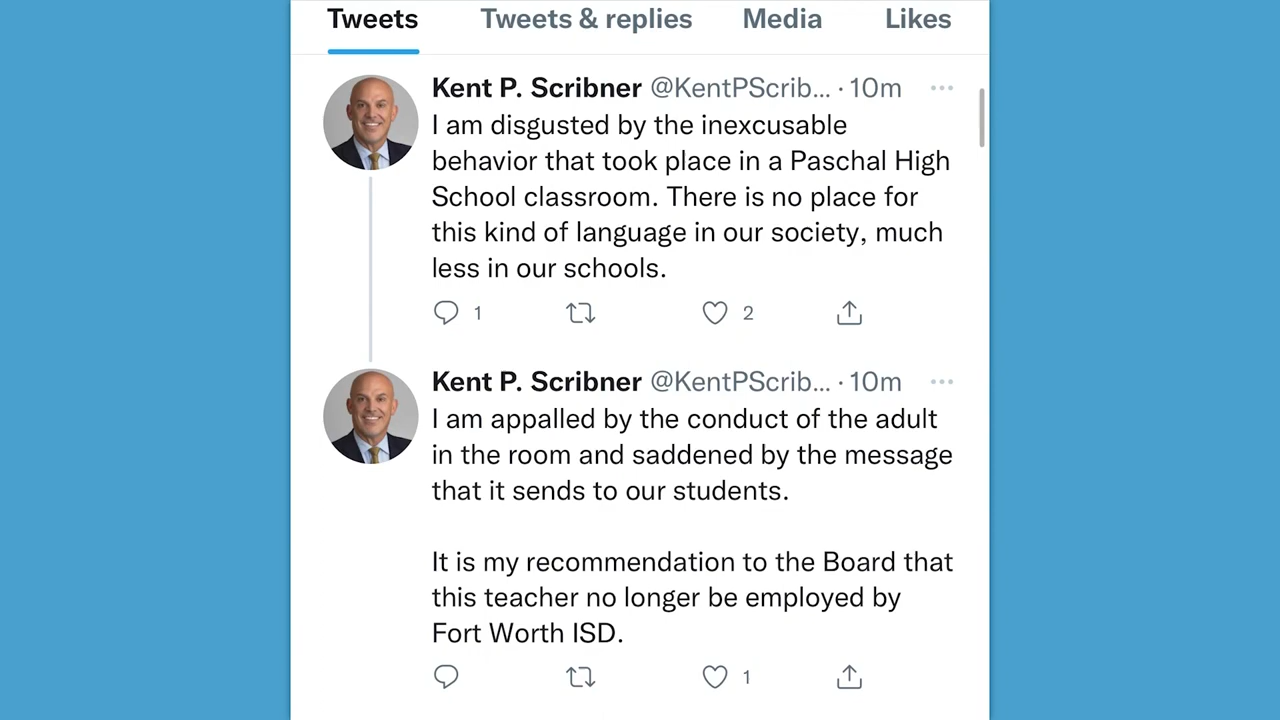 Tweets Tweets & replies Media Likes
Kent P. Scribner @KentPScrib... · 10m
I am disgusted by the inexcusable
behavior that took place in a Paschal High
School classroom. There is no place for
this kind of language in our society, much
less in our schools.
1 2
Kent P. Scribner @KentPScrib... · 10m
I am appalled by the conduct of the adult
in the room and saddened by the message
that it sends to our students.
It is my recommendation to the Board that
this teacher no longer be employed by
Fort Worth ISD.
1